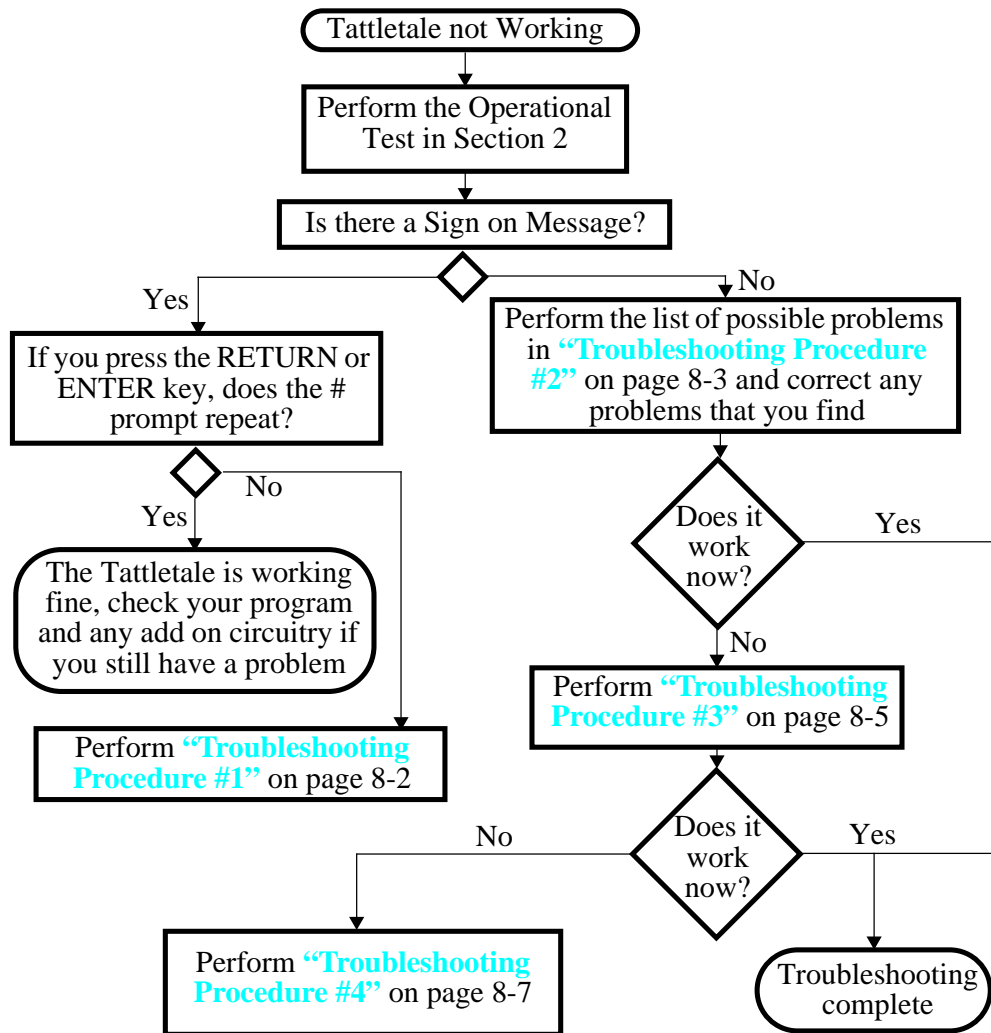 Tattletale not Working
Perform the Operational
Test in Section 2
Is there a Sign on Message?
Yes
No
If you press the RETURN or
ENTER key, does the #
prompt repeat?
Perform the list of possible problems
in “Troubleshooting Procedure
#2” on page 8-3 and correct any
problems that you find
No
Yes
Does it
work
now?
Yes
The Tattletale is working
fine, check your program
and any add on circuitry if
you still have a problem
No
Perform “Troubleshooting
Procedure #3” on page 8-5
Perform “Troubleshooting
Procedure #1” on page 8-2
No
Does it
work
now?
Yes
Perform “Troubleshooting
Procedure #4” on page 8-7
Troubleshooting
complete